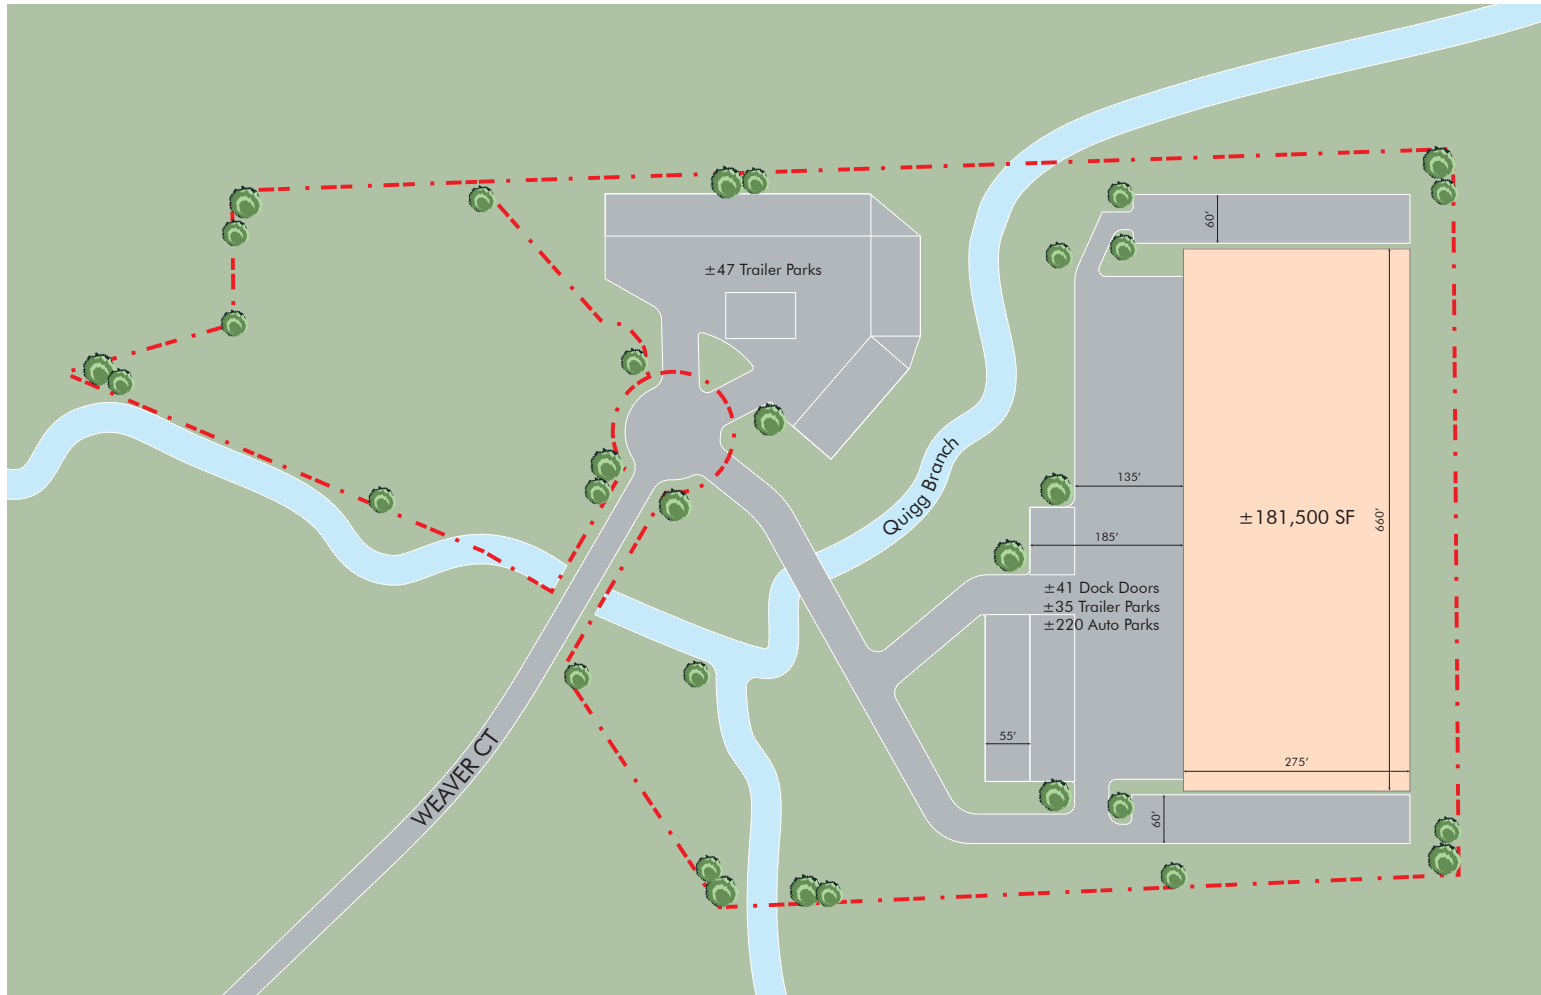 60′
±47 Trailer Parks
Quigg Branch
135′
±181,500 SF
660′
185′
±41 Dock Doors
±35 Trailer Parks
±220 Auto Parks
WEAVER CT
55′
275′
60′